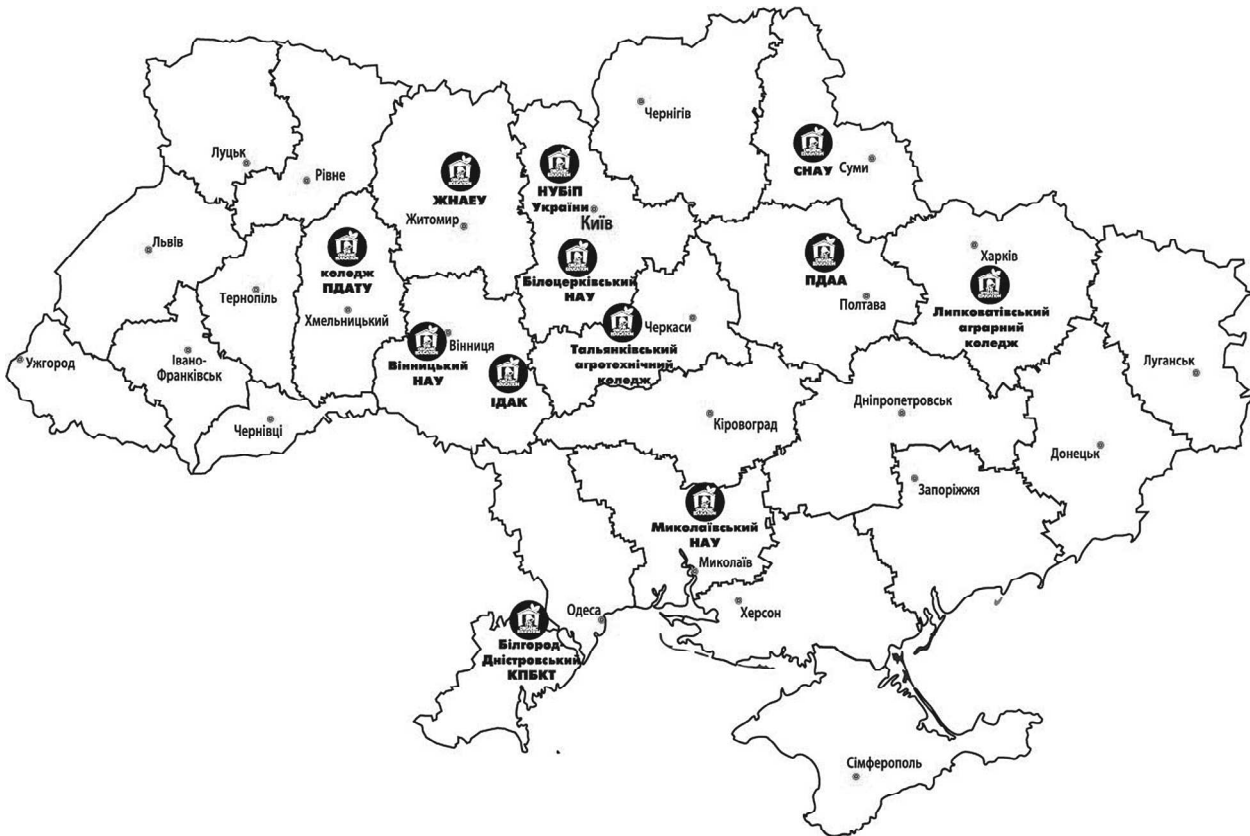 Чернігів
Луцьк
Рівне
СНАУ
Суми
ЖНАЕУ
Житомир
НУБіП
України
Київ
Львів
коледж
ПДАТУ
Хмельницький
Тернопіль
Білоцерківський
НАУ
ПДАА
Полтава
Харків
Липковатівський
аграрний
коледж
Черкаси
Тальянківський
агротехнічний
коледж
Вінниця
Вінницький
НАУ
ІДАК
Ужгород
Івано-
Франківськ
Чернівці
Луганськ
Дніпропетровськ
Кіровоград
Донецьк
Запоріжжя
Миколаївський
НАУ
Миколаїв
Херсон
Одеса
Білгород-
Дністровський
КПБКТ
Сімферополь